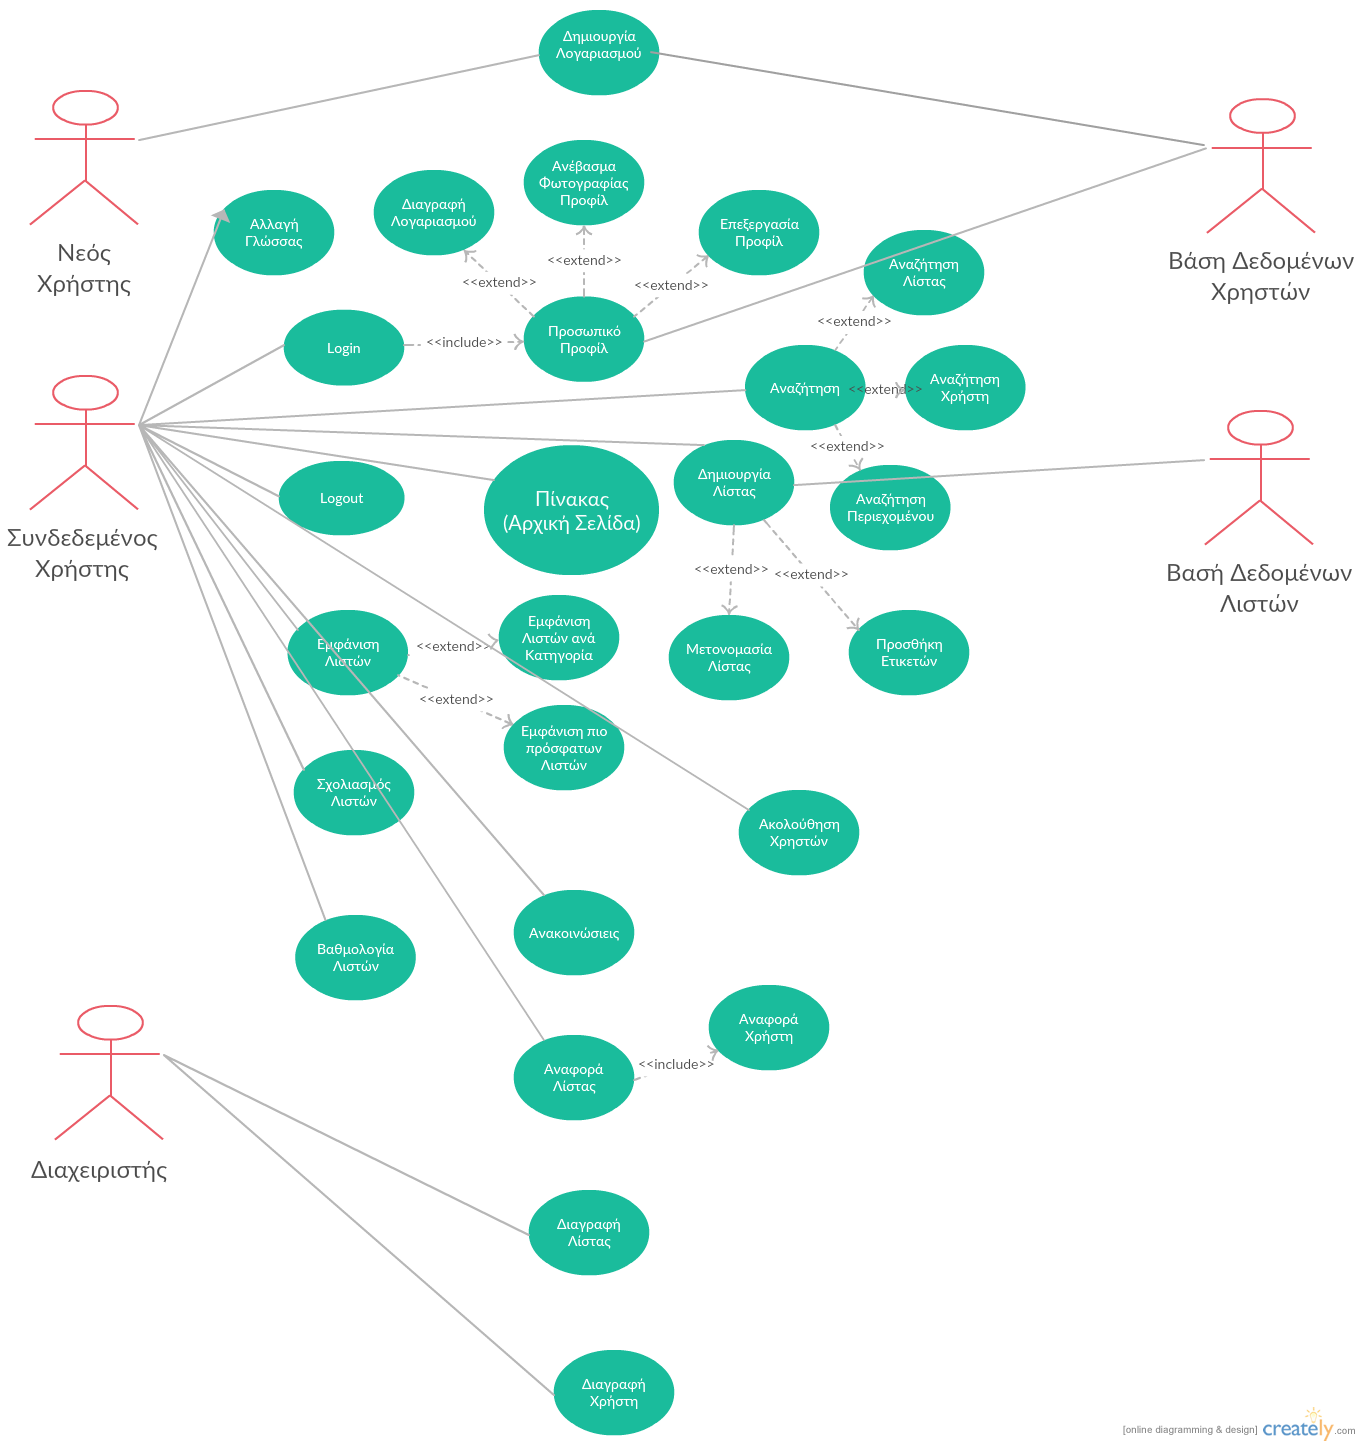 Δημιουργία
Λογαριασμού
Νεός
Χρήστης
Βάση Δεδομένων
Χρηστών
Ανέβασμα
Φωτογραφίας
Προφίλ
Διαγραφή
Λογαριασμού
Αλλαγή
Γλώσσας
Επεξεργασία
Προφίλ
<<extend>>
<<extend>>
<<extend>>
Αναζήτηση
Λίστας
<<extend>>
Login
<<include>>
Προσωπικό
Προφίλ
Αναζήτηση
<<extend>>
Αναζήτηση
Χρήστη
<<extend>>
Συνδεδεμένος
Χρήστης
Logout
Πίνακας
(Αρχική Σελίδα)
Δημιουργία
Λίστας
Αναζήτηση
Περιεχομένου
Βασή Δεδομένων
Λιστών
<<extend>>
<<extend>>
Εμφάνιση
Λιστών
<<extend>>
Εμφάνιση
Λιστών ανά
Κατηγορία
Μετονομασία
Λίστας
Προσθήκη
Ετικετών
<<extend>>
Εμφάνιση πιο
πρόσφατων
Λιστών
Σχολιασμός
Λιστών
Ακολούθηση
Χρηστών
Βαθμολογία
Λιστών
Ανακοινώσιεις
Αναφορά
Χρήστη
<<include>>
Αναφορά
Λίστας
Διαχειριστής
Διαγραφή
Λίστας
Διαγραφή
Χρήστη
[online diagramming & design] creately.com